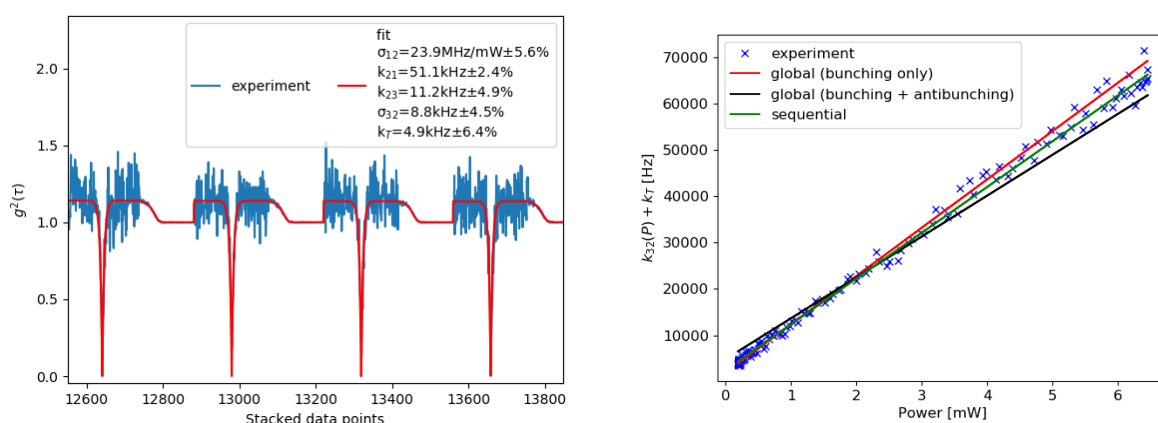 2.0
1.5
1.0
0.5
0.0
g²(τ)
12600 12800 13000 13200 13400 13600 13800
Stacked data points
experiment
fit
σ₁₂=23.9MHz/mW±5.6%
k₂₁=51.1kHz±2.4%
k₂₃=11.2kHz±4.9%
σ₃₂=8.8kHz±4.5%
k_T=4.9kHz±6.4%
70000
60000
50000
40000
30000
20000
10000
k₃₂(P) + k_T [Hz]
experiment
global (bunching only)
global (bunching + antibunching)
sequential
0 1 2 3 4 5 6
Power [mW]